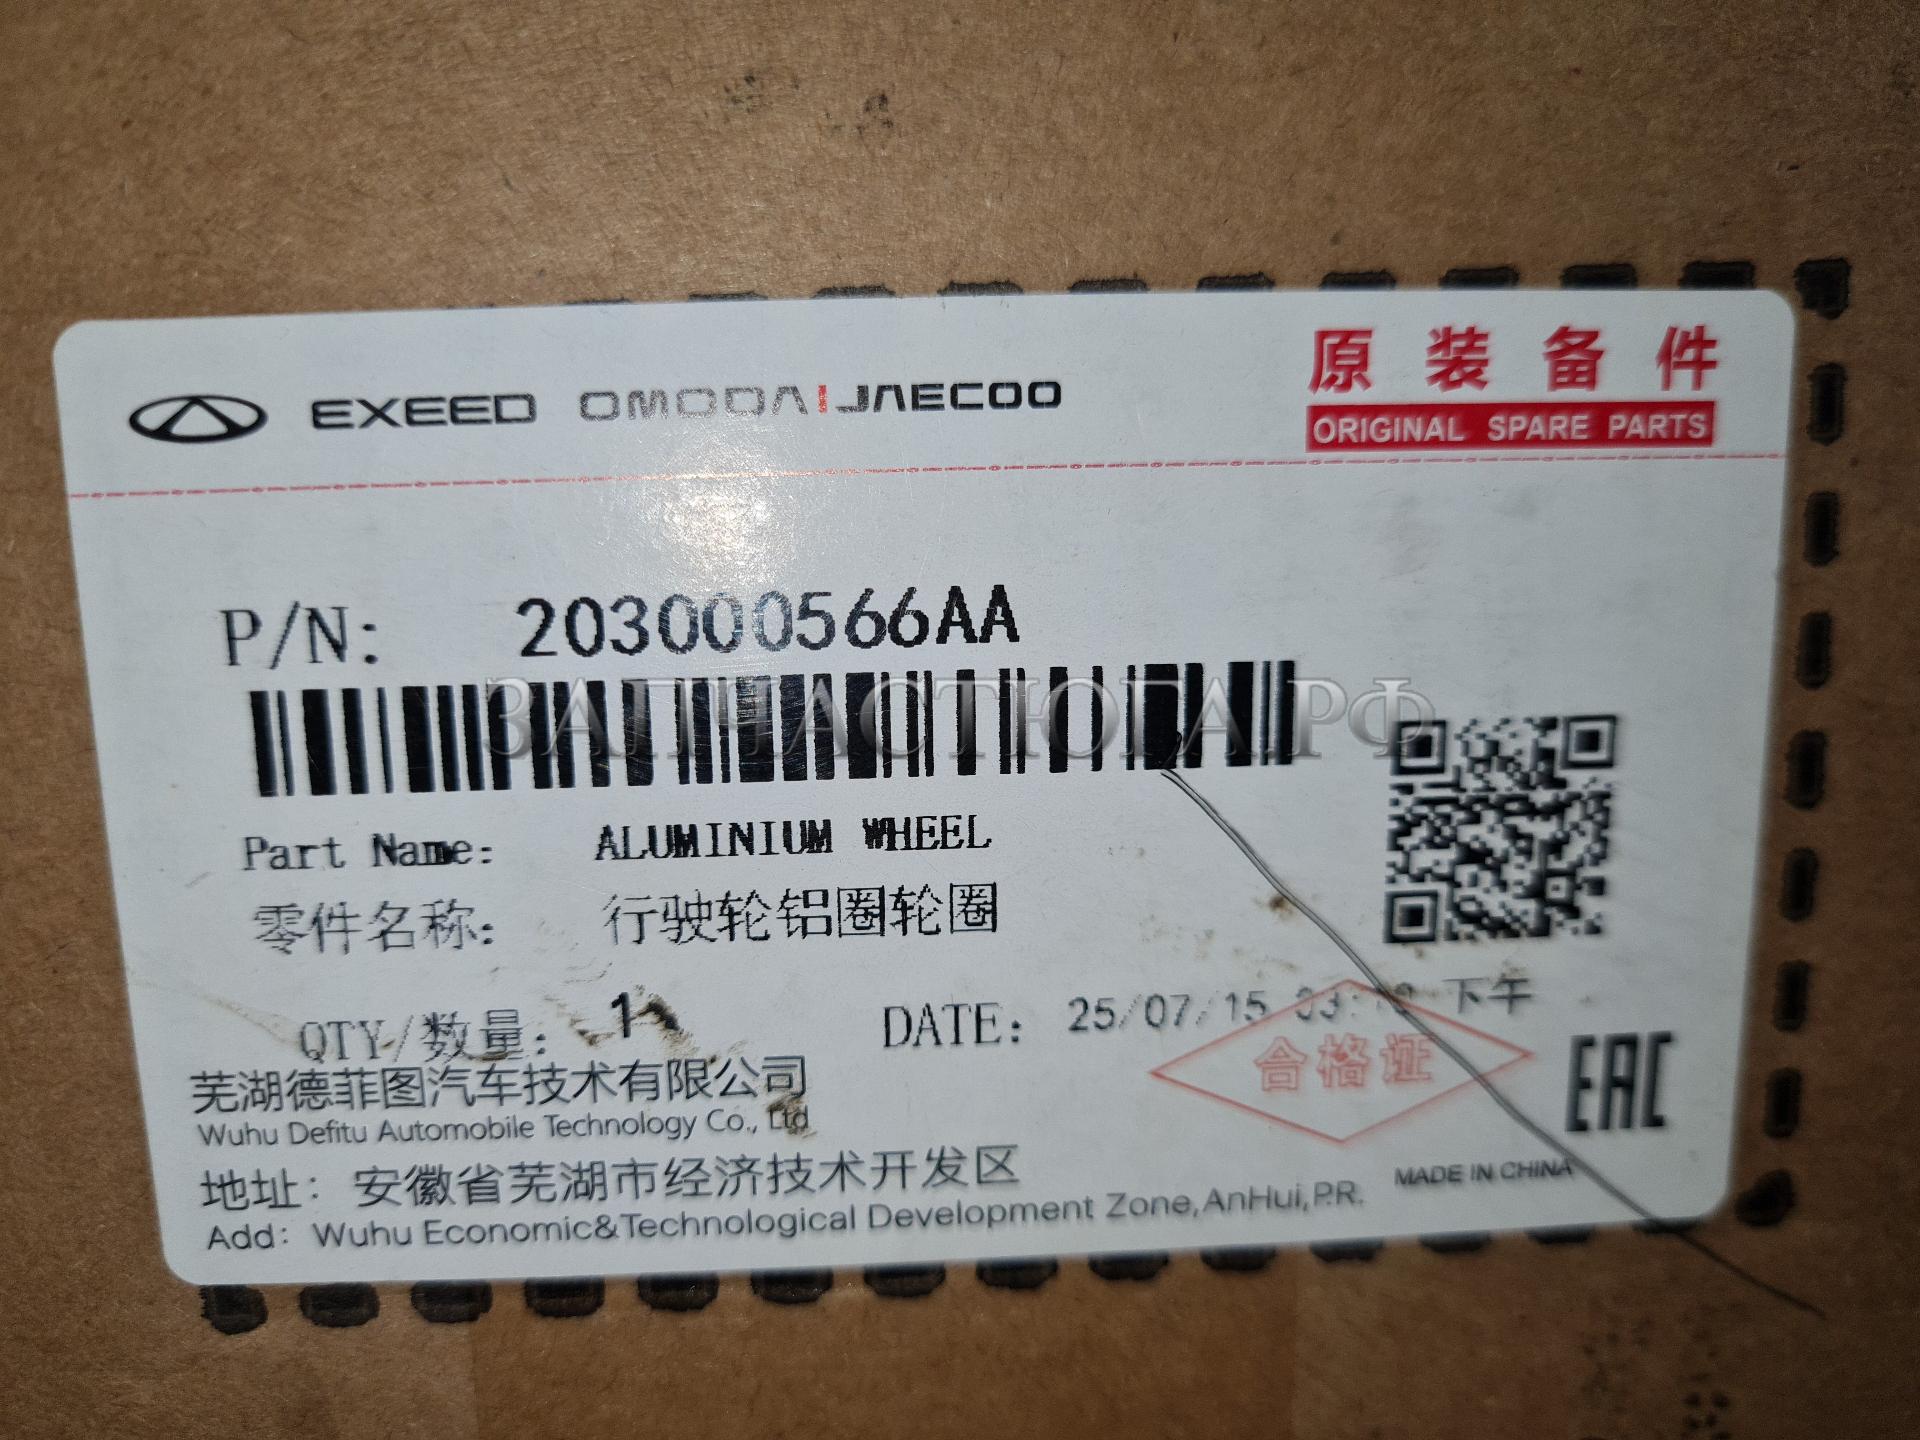 EXEED OMODA|JAECOO
原装备件
ORIGINAL SPARE PARTS
P/N: 203000566AA
ЗАПЧАСТЮГА.РФ
Part Name: ALUMINIUM WHEEL
零件名称: 行驶轮铝圈轮圈
QTY/数量: 1
DATE: 25/07/15 下午
合格证
EAC
芜湖德菲图汽车技术有限公司
Wuhu Defitu Automobile Technology Co., Ltd
地址: 安徽省芜湖市经济技术开发区
MADE IN CHINA
Add: Wuhu Economic&Technological Development Zone,AnHui,P.R.